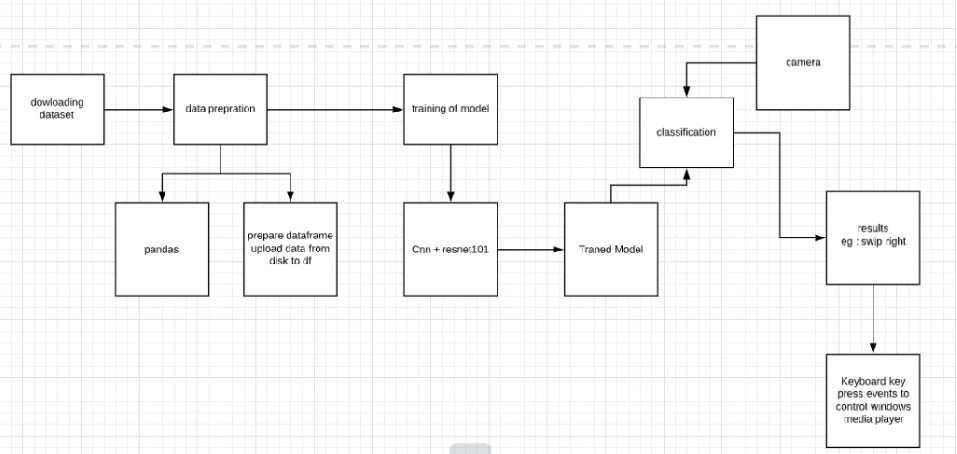 camera
dowloading
dataset
data prepration
training of model
classification
pandas
prepare dataframe
upload data from
disk to df
Cnn + resnet101
Traned Model
results
eg : swip right
Keyboard key
press events to
control windows
media player